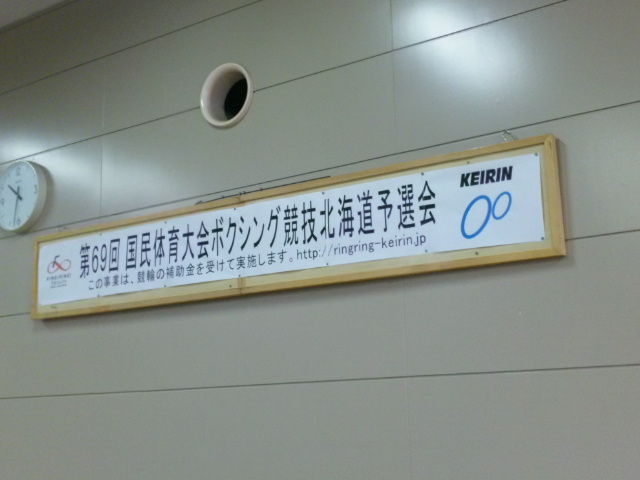 第69回 国民体育大会ボクシング競技北海道予選会
この事業は、競輪の補助金を受けて実施します。http://ringring-keirin.jp
KEIRIN